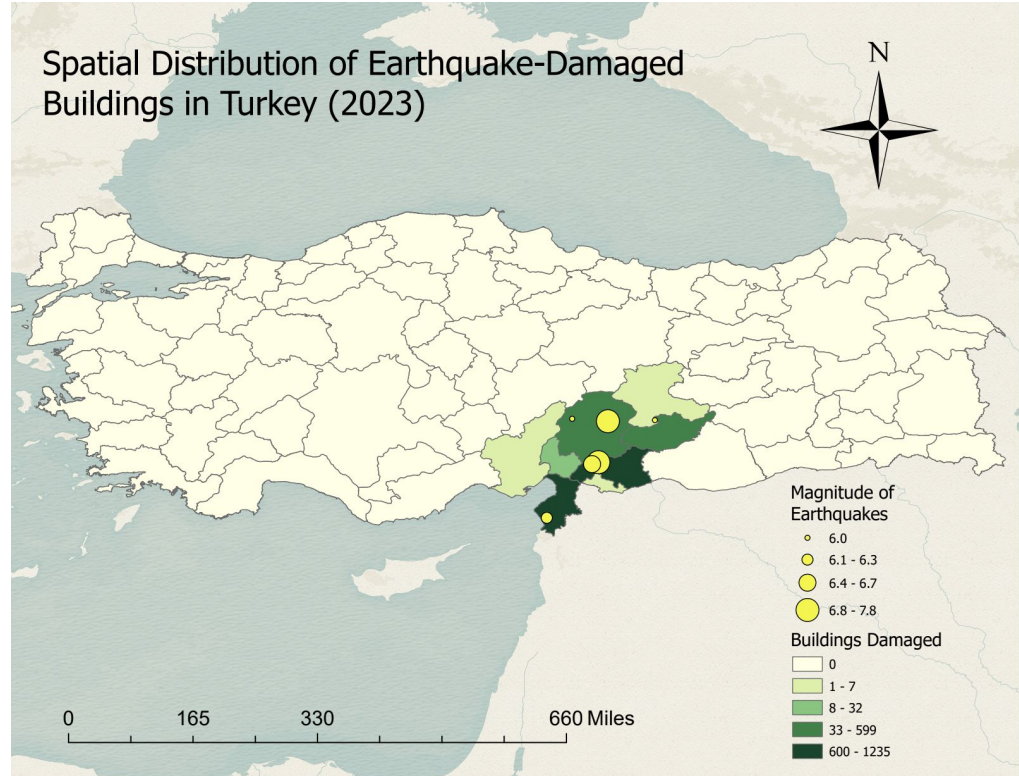 Spatial Distribution of Earthquake-Damaged
Buildings in Turkey (2023)
N
Magnitude of
Earthquakes
6.0
6.1 - 6.3
6.4 - 6.7
6.8 - 7.8
Buildings Damaged
0
1 - 7
8 - 32
33 - 599
600 - 1235
0 165 330 660 Miles